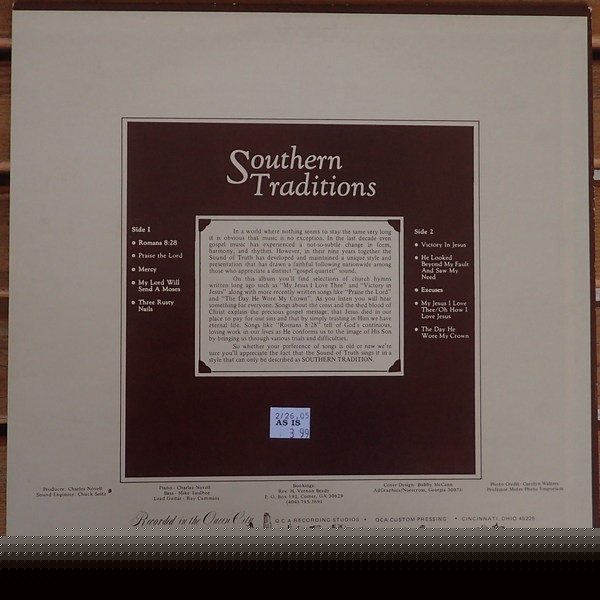 Southern
Traditions
Side 1
Romans 8:28
Praise the Lord
Mercy
My Lord Will
Send A Moses
Three Rusty
Nails
In a world where nothing seems to stay the same very long
it is obvious that music is no exception. In the last decade even
gospel music has experienced a not-so-subtle change in form,
harmony, and rhythm. However, in their nine years together the
Sound of Truth has developed and maintained a unique style and
presentation that has drawn a faithful following nationwide among
those who appreciate a distinct "gospel quartet" sound.
On this album you'll find selections of church hymns
written long ago such as "My Jesus I Love Thee" and "Victory in
Jesus" along with more recently written songs like "Praise the Lord"
and "The Day He Wore My Crown". As you listen you will hear
something for everyone. Songs about the cross and the shed blood of
Christ explain the precious gospel message; that Jesus died in our
place to pay for our sins and that by simply trusting in Him we have
eternal life. Songs like "Romans 8:28" tell of God's continuous,
loving work in our lives as He conforms us to the image of His Son
by bringing us through various trials and difficulties.
So whether your preference of songs is old or new we're
sure you'll appreciate the fact that the Sound of Truth sings it in a
style that can only be described as SOUTHERN TRADITION.
Side 2
Victory In Jesus
He Looked
Beyond My Fault
And Saw My
Need
Excuses
My Jesus I Love
Thee/Oh How I
Love Jesus
The Day He
Wore My Crown
2/26.05
AS IS
3.99
Producer: Charles Novell
Sound Engineer: Chuck
Piano - Charles Novell
Bass - Mike
Lead Guitar - Ray Commons
Bookings
Rev. H. Vernon Brady
P. O. Box 192, GA
(404)
Cover Design: Bobby McCune
AdGraphics/Norcross, Georgia 30071
Photo Credit: Carolyn Walters
Recorded in the Queen City
QCA RECORDING STUDIOS • QCA CUSTOM PRESSING • CINCINNATI, OHIO 45225